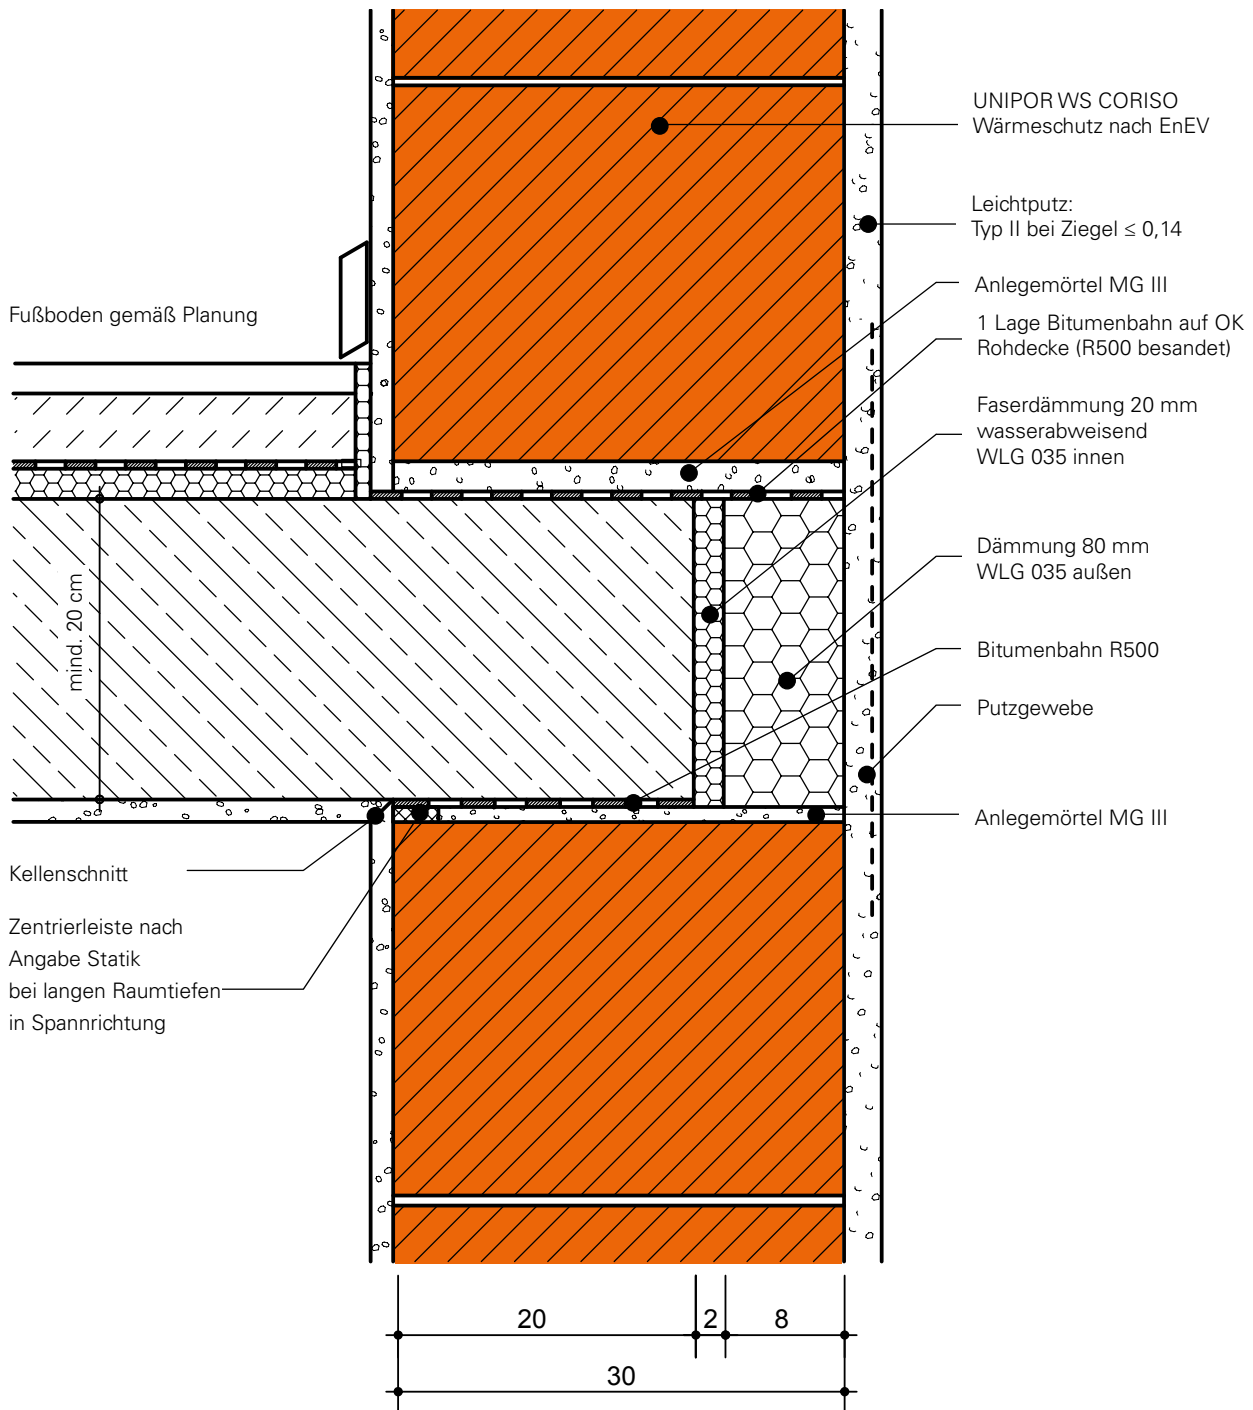 UNIPOR WS CORISO
Wärmeschutz nach EnEV
Leichtputz:
Typ II bei Ziegel ≤ 0,14
Anlegemörtel MG III
1 Lage Bitumenbahn auf OK
Rohdecke (R500 besandet)
Faserdämmung 20 mm
wasserabweisend
WLG 035 innen
Dämmung 80 mm
WLG 035 außen
Bitumenbahn R500
Putzgewebe
Anlegemörtel MG III
Fußboden gemäß Planung
mind. 20 cm
Kellenschnitt
Zentrierleiste nach
Angabe Statik
bei langen Raumtiefen
in Spannrichtung
20 2 8
30